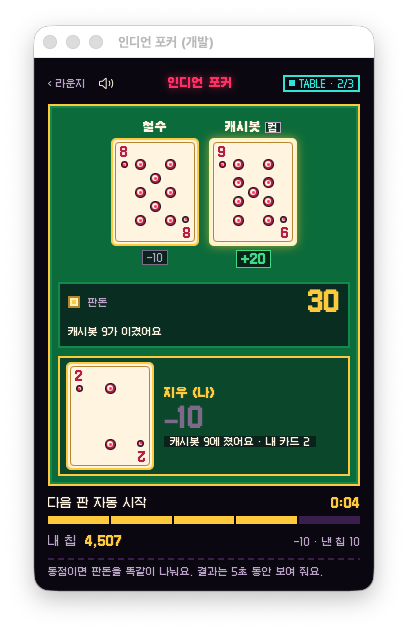 인디언 포커 (개발)
‹ 라운지
인디언 포커
TABLE · 2/3
철수
캐시봇 컴
8
8
9
9
-10
+20
판돈
30
캐시봇 9가 이겼어요
2
2
지우 (나)
-10
캐시봇 9에 졌어요 · 내 카드 2
다음 판 자동 시작
0:04
내 칩 4,507
-10 · 낸 칩 10
동점이면 판돈을 똑같이 나눠요. 결과는 5초 동안 보여 줘요.